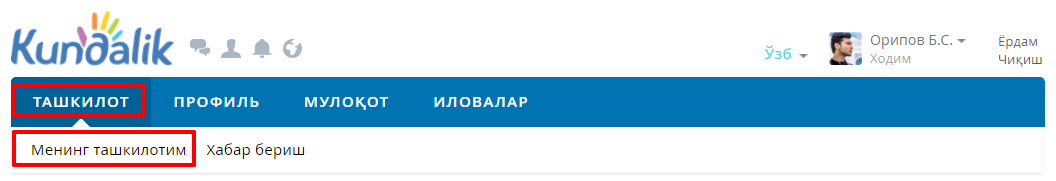 Kundalik
Ўзб
Орипов Б.С.
Ходим
Ёрдам
Чиқиш
ТАШКИЛОТ ПРОФИЛЬ МУЛОҚОТ ИЛОВАЛАР
Менинг ташкилотим Хабар бериш